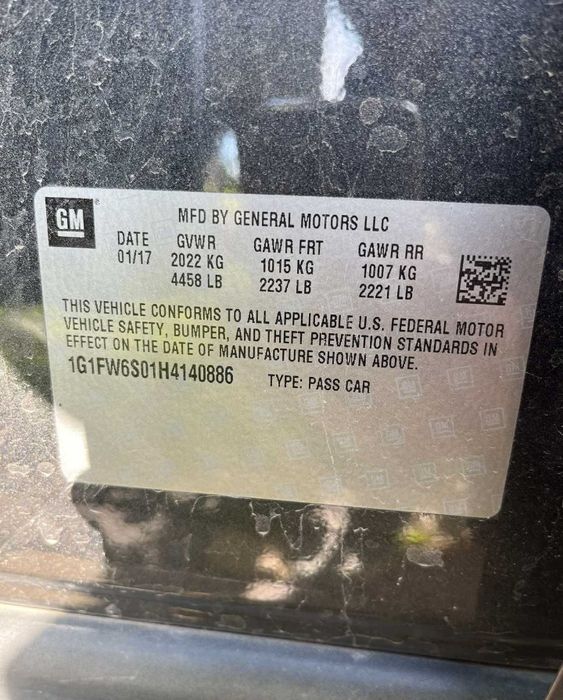 GM
MFD BY GENERAL MOTORS LLC
DATE GVWR GAWR FRT GAWR RR
01/17 2022 KG 1015 KG 1007 KG
4458 LB 2237 LB 2221 LB
THIS VEHICLE CONFORMS TO ALL APPLICABLE U.S. FEDERAL MOTOR
VEHICLE SAFETY, BUMPER, AND THEFT PREVENTION STANDARDS IN
EFFECT ON THE DATE OF MANUFACTURE SHOWN ABOVE.
1G1FW6S01H4140886 TYPE: PASS CAR